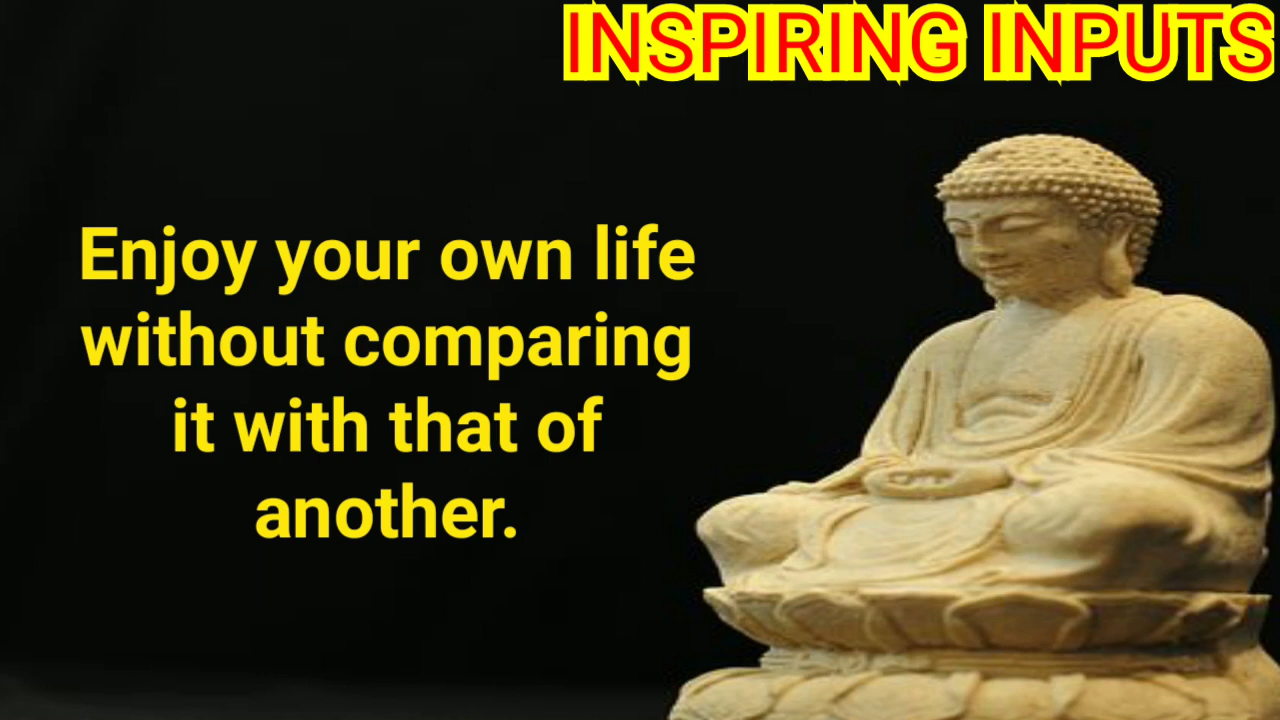 INSPIRING INPUTS
Enjoy your own life
without comparing
it with that of
another.